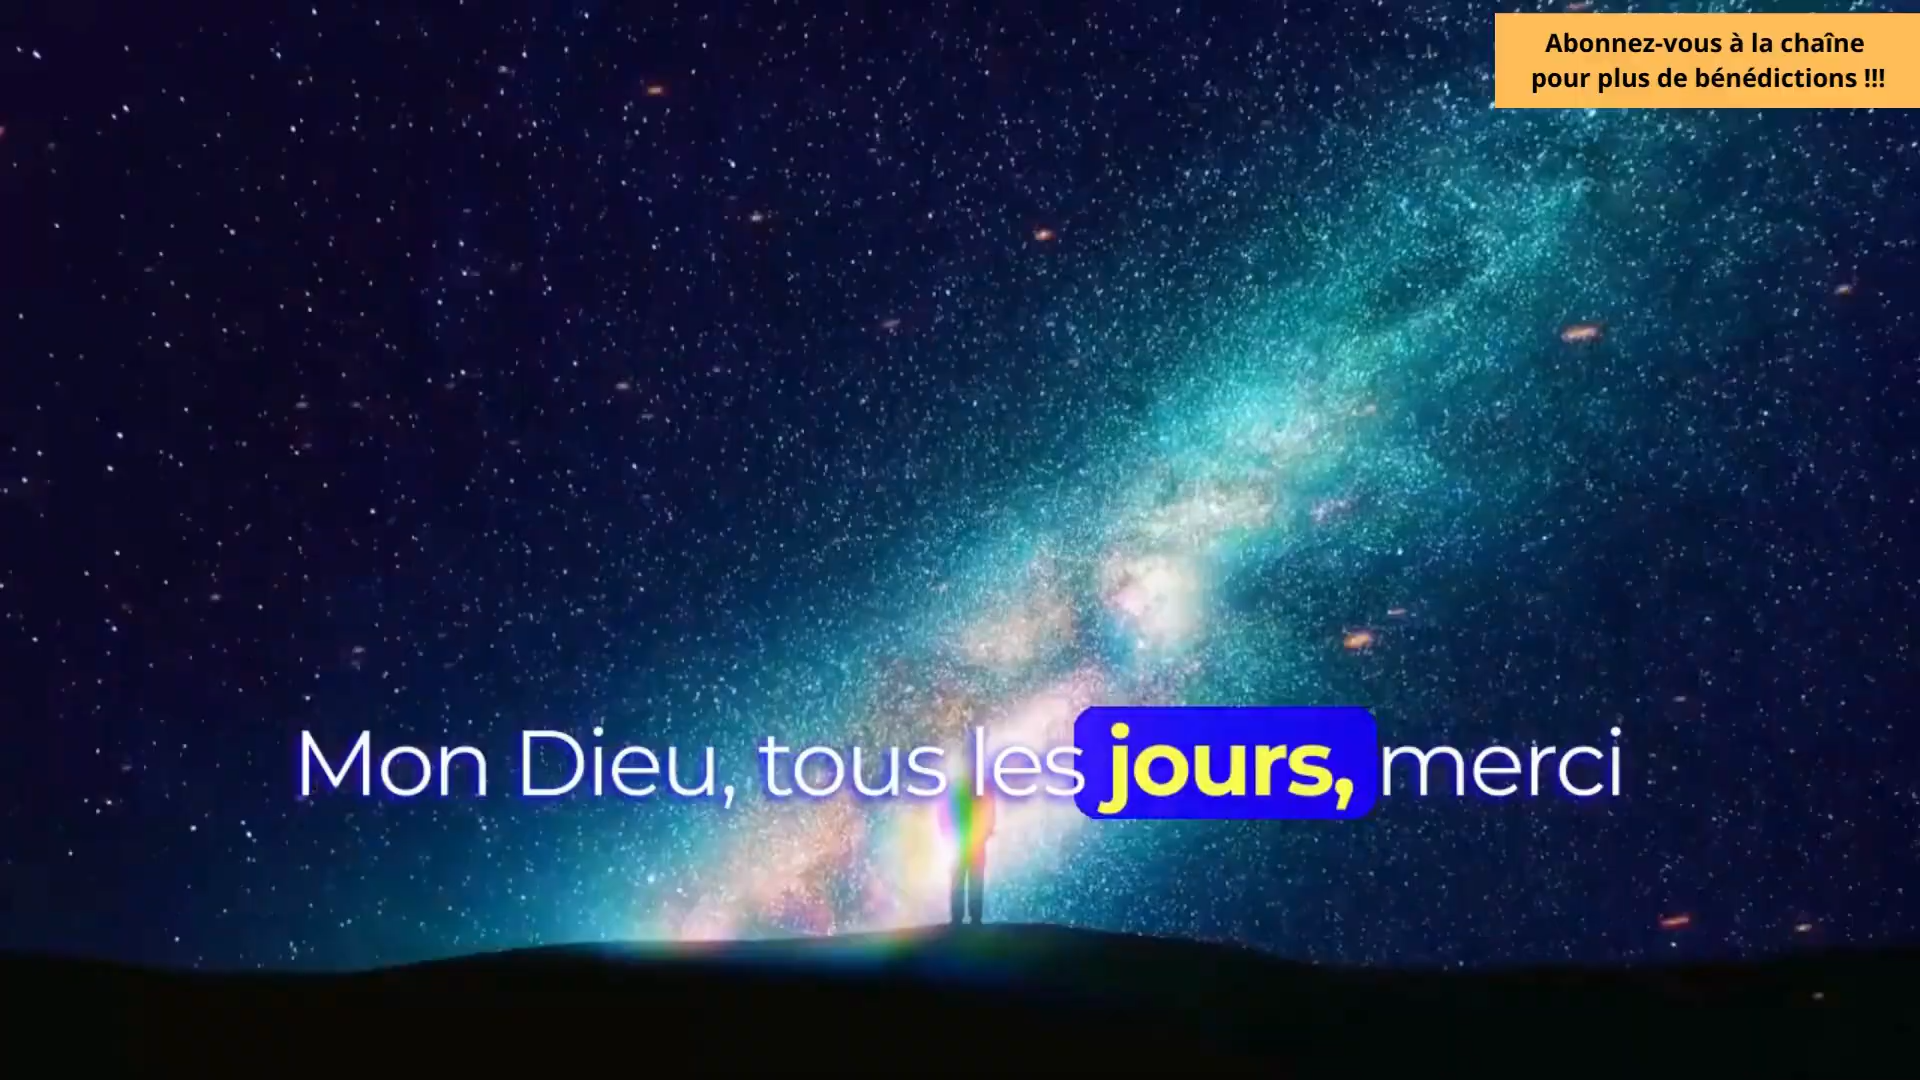 Abonnez-vous à la chaîne
pour plus de bénédictions !!!
Mon Dieu, tous les jours, merci